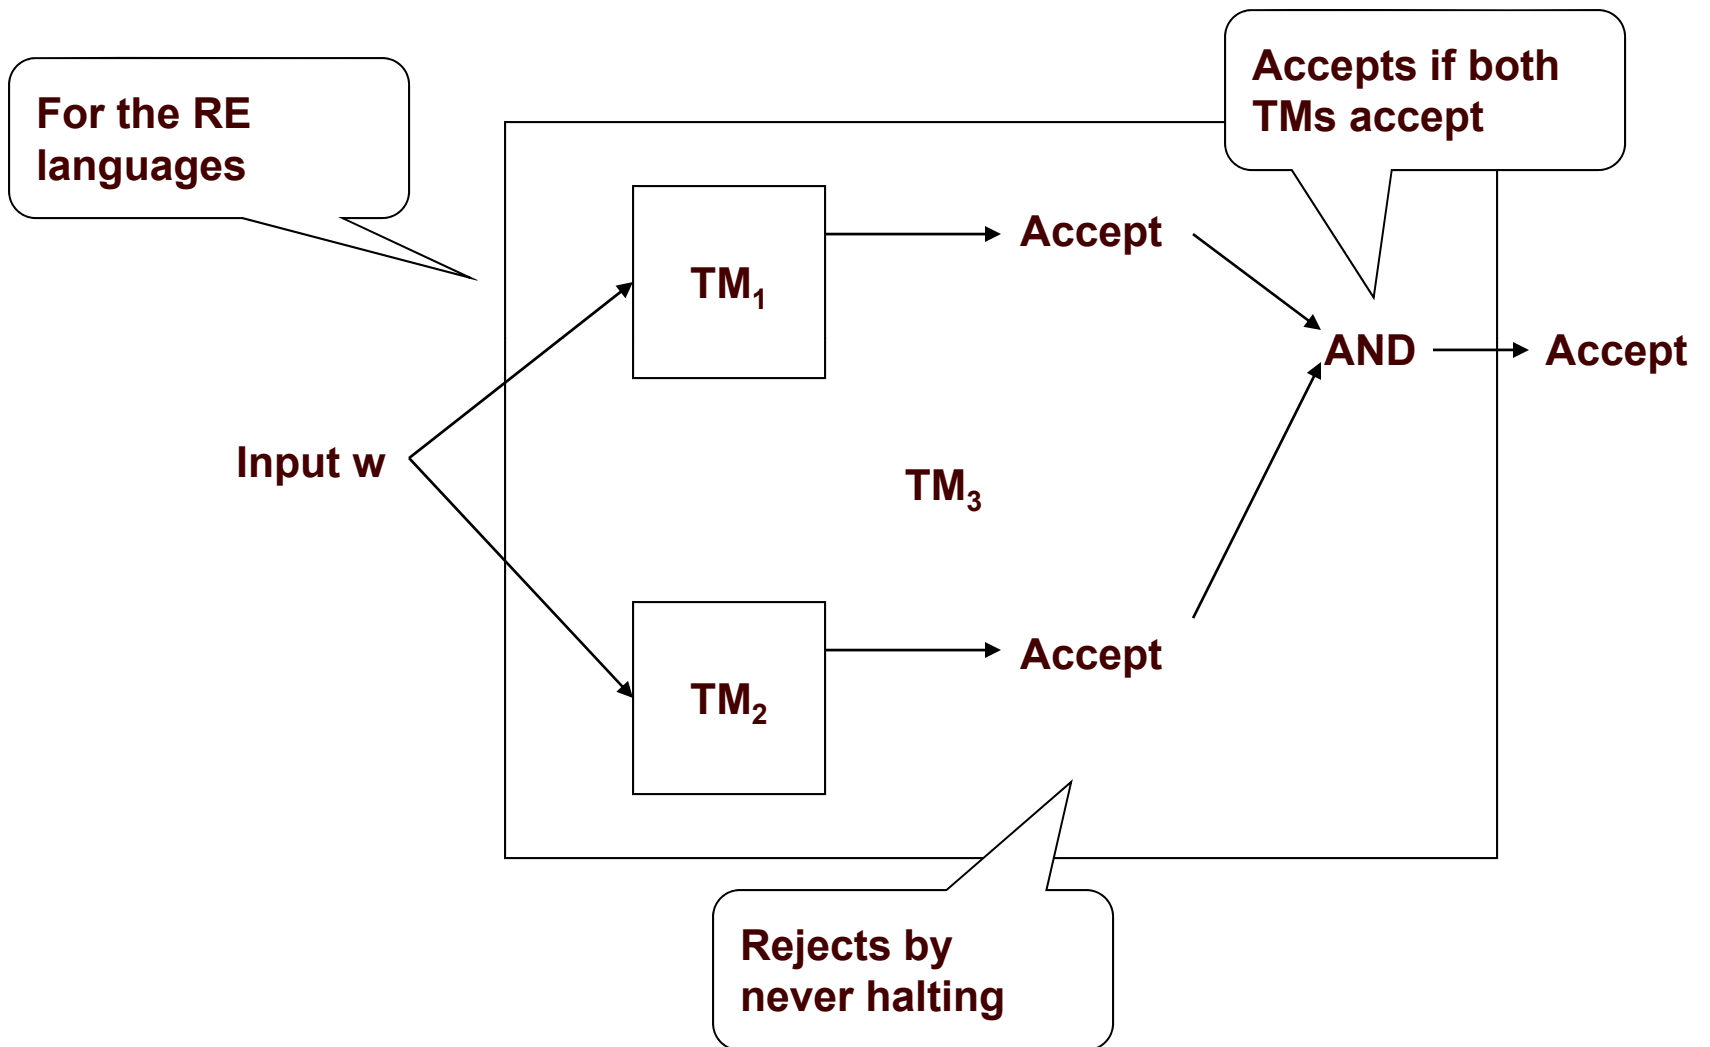 Accepts if both
TMs accept
For the RE
languages
Accept
TM₁
AND
Accept
Input w
TM₃
Accept
TM₂
Rejects by
never halting